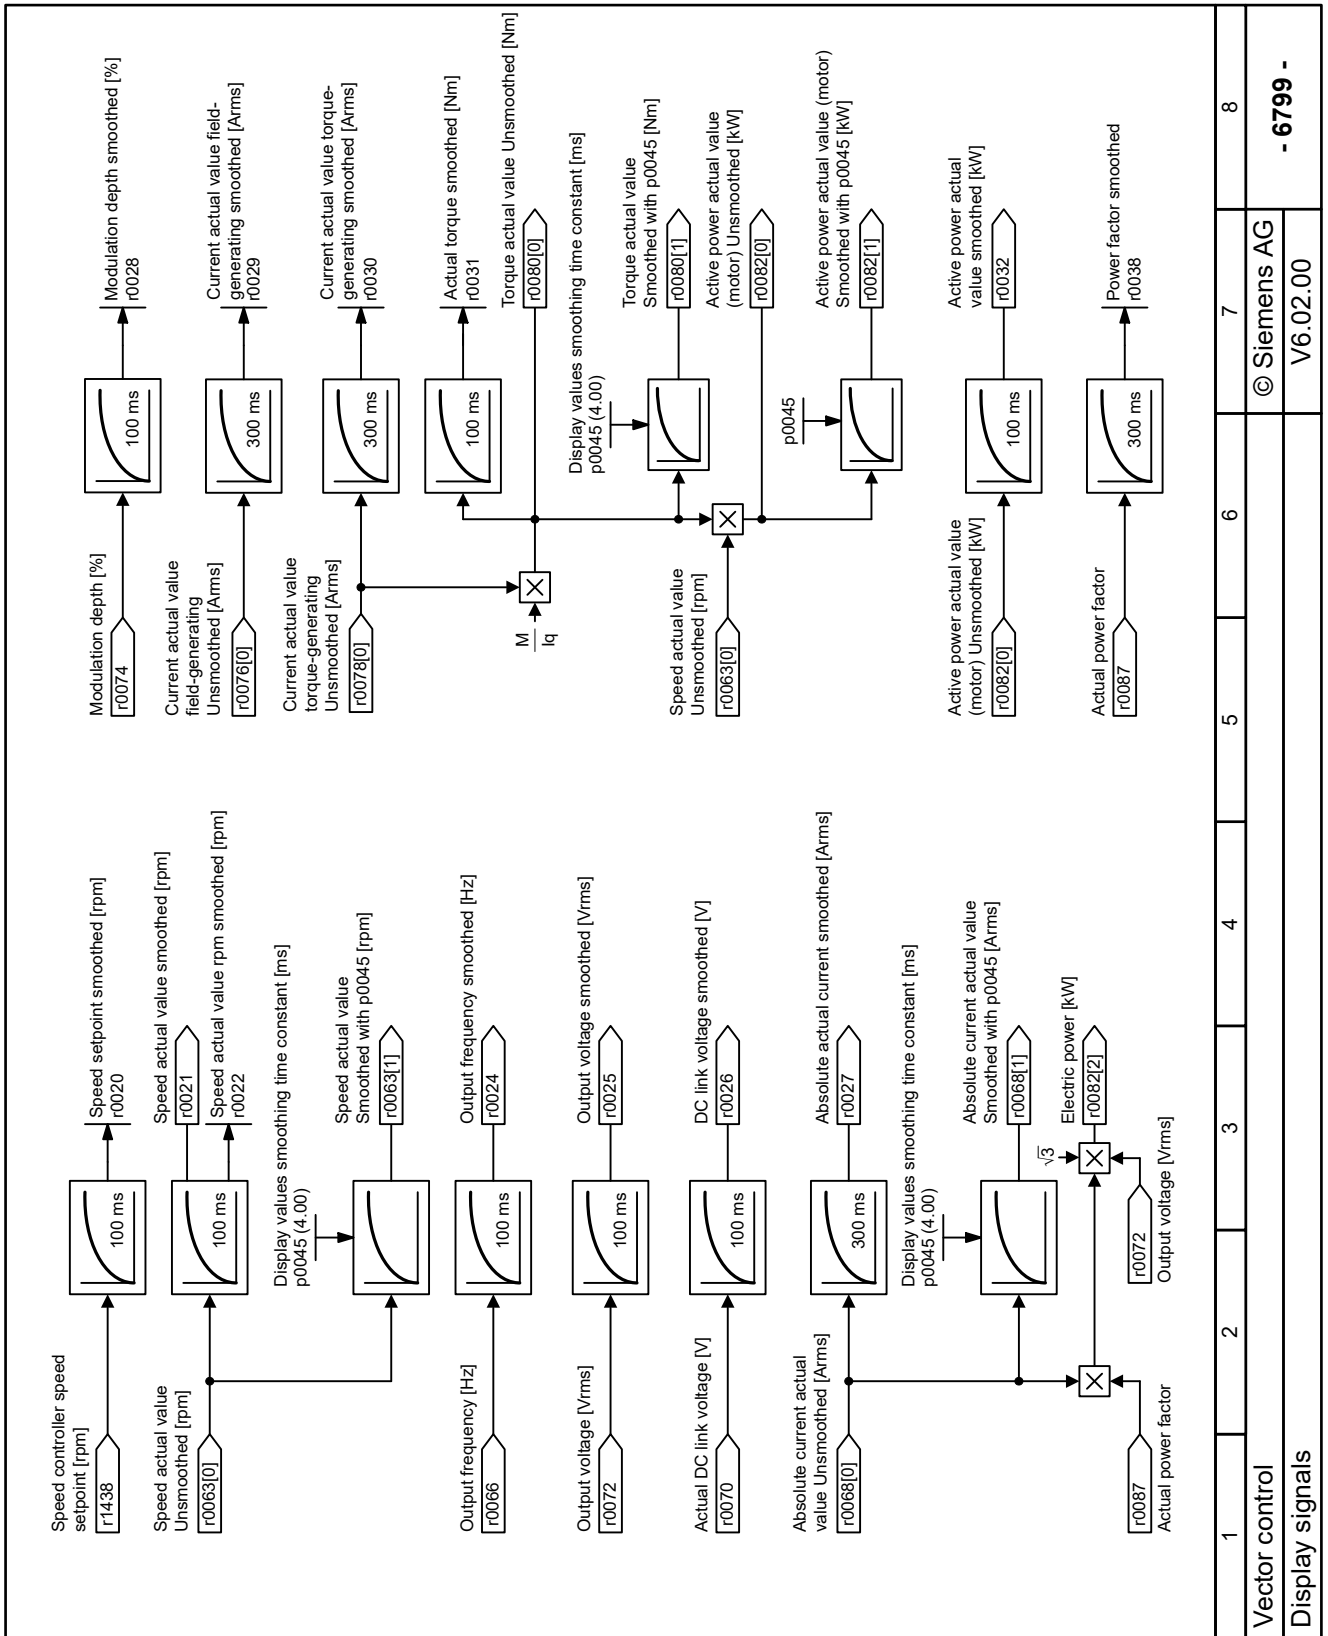 Speed controller speed
setpoint [rpm]
r1438
100 ms
Speed setpoint smoothed [rpm]
r0020
Speed actual value
Unsmoothed [rpm]
r0063[0]
100 ms
Speed actual value smoothed [rpm]
r0021
Speed actual value rpm smoothed [rpm]
r0022
Display values smoothing time constant [ms]
p0045 (4.00)
Speed actual value
Smoothed with p0045 [rpm]
r0063[1]
Output frequency [Hz]
r0066
100 ms
Output frequency smoothed [Hz]
r0024
Output voltage [Vrms]
r0072
100 ms
Output voltage smoothed [Vrms]
r0025
Actual DC link voltage [V]
r0070
100 ms
DC link voltage smoothed [V]
r0026
Absolute current actual
value Unsmoothed [Arms]
r0068[0]
300 ms
Absolute actual current smoothed [Arms]
r0027
Display values smoothing time constant [ms]
p0045 (4.00)
Absolute current actual value
Smoothed with p0045 [Arms]
r0068[1]
√3
Electric power [kW]
r0082[2]
r0087
Actual power factor
r0072
Output voltage [Vrms]
Modulation depth [%]
r0074
100 ms
Modulation depth smoothed [%]
r0028
Current actual value
field-generating
Unsmoothed [Arms]
r0076[0]
300 ms
Current actual value field-
generating smoothed [Arms]
r0029
Current actual value
torque-generating
Unsmoothed [Arms]
r0078[0]
300 ms
Current actual value torque-
generating smoothed [Arms]
r0030
100 ms
Actual torque smoothed [Nm]
r0031
M
Iq
Torque actual value Unsmoothed [Nm]
r0080[0]
Display values smoothing time constant [ms]
p0045 (4.00)
Torque actual value
Smoothed with p0045 [Nm]
r0080[1]
Speed actual value
Unsmoothed [rpm]
r0063[0]
Active power actual value
(motor) Unsmoothed [kW]
r0082[0]
p0045
Active power actual value (motor)
Smoothed with p0045 [kW]
r0082[1]
Active power actual value
(motor) Unsmoothed [kW]
r0082[0]
100 ms
Active power actual
value smoothed [kW]
r0032
Actual power factor
r0087
300 ms
Power factor smoothed
r0038
1 2 3 4 5 6 7 8
Vector control
Display signals
© Siemens AG
V6.02.00
- 6799 -